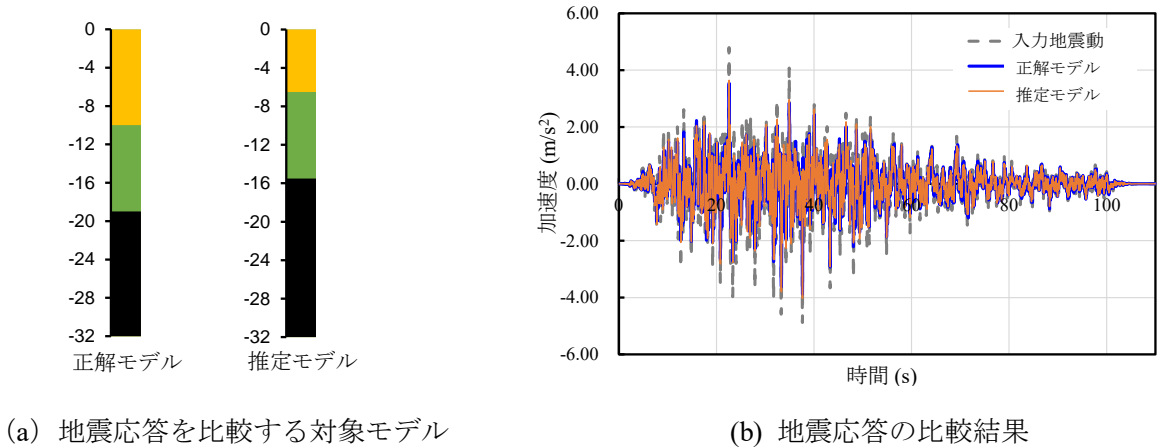 0
-4
-8
-12
-16
-20
-24
-28
-32
正解モデル
0
-4
-8
-12
-16
-20
-24
-28
-32
推定モデル
(a) 地震応答を比較する対象モデル
6.00
4.00
2.00
0.00
-2.00
-4.00
-6.00
加速度 (m/s²)
入力地震動
正解モデル
推定モデル
0 20 40 60 80 100
時間 (s)
(b) 地震応答の比較結果